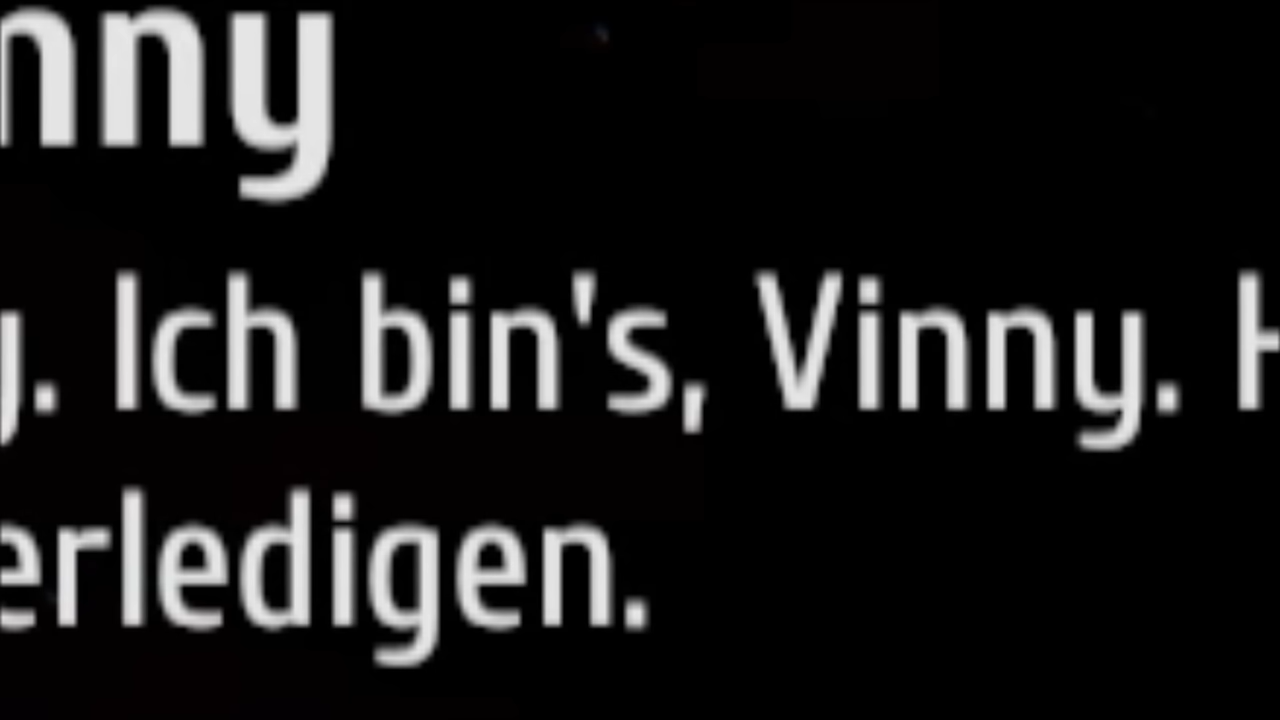 nny
. Ich bin's, Vinny.
erledigen.